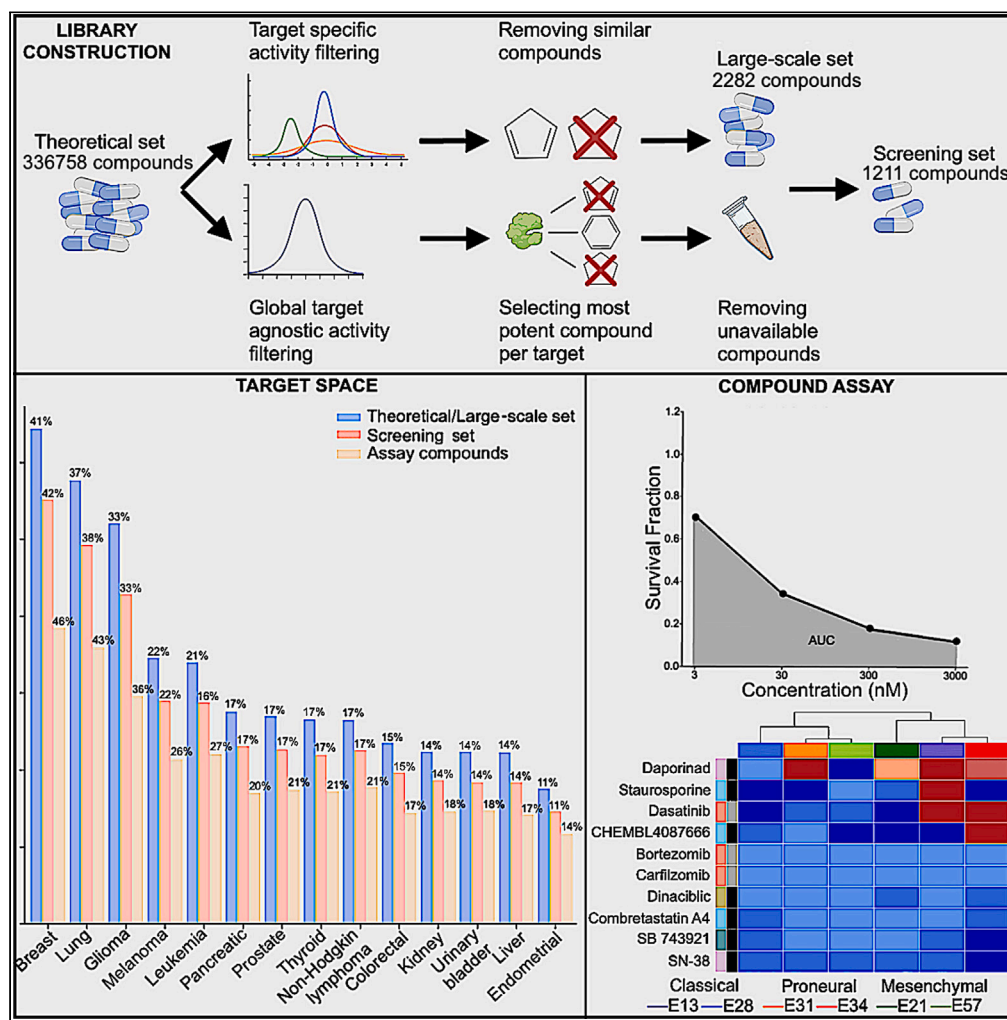 LIBRARY
CONSTRUCTION
Target specific
activity filtering
Removing similar
compounds
Large-scale set
2282 compounds
Theoretical set
336758 compounds
Screening set
1211 compounds
Global target
agnostic activity
filtering
Selecting most
potent compound
per target
Removing
unavailable
compounds
TARGET SPACE
Theoretical/Large-scale set
Screening set
Assay compounds
41% 42% 46%
37% 38% 43%
33% 33% 36%
22% 22% 26%
21% 16% 27%
17% 17% 20%
17% 17% 21%
17% 17% 21%
17% 17% 21%
15% 15% 17%
14% 14% 18%
14% 14% 18%
14% 14% 17%
11% 11% 14%
Breast
Lung
Glioma
Melanoma
Leukemia
Pancreatic
Prostate
Thyroid
Non-Hodgkin
lymphoma
Colorectal
Kidney
Urinary
bladder
Liver
Endometrial
COMPOUND ASSAY
Survival Fraction
1.2
1.0
0.8
0.6
0.4
0.2
0.0
AUC
3 30 300 3000
Concentration (nM)
Daporinad
Staurosporine
Dasatinib
CHEMBL4087666
Bortezomib
Carfilzomib
Dinaciblic
Combretastatin A4
SB 743921
SN-38
Classical Proneural Mesenchymal
E13 E28 E31 E34 E21 E57